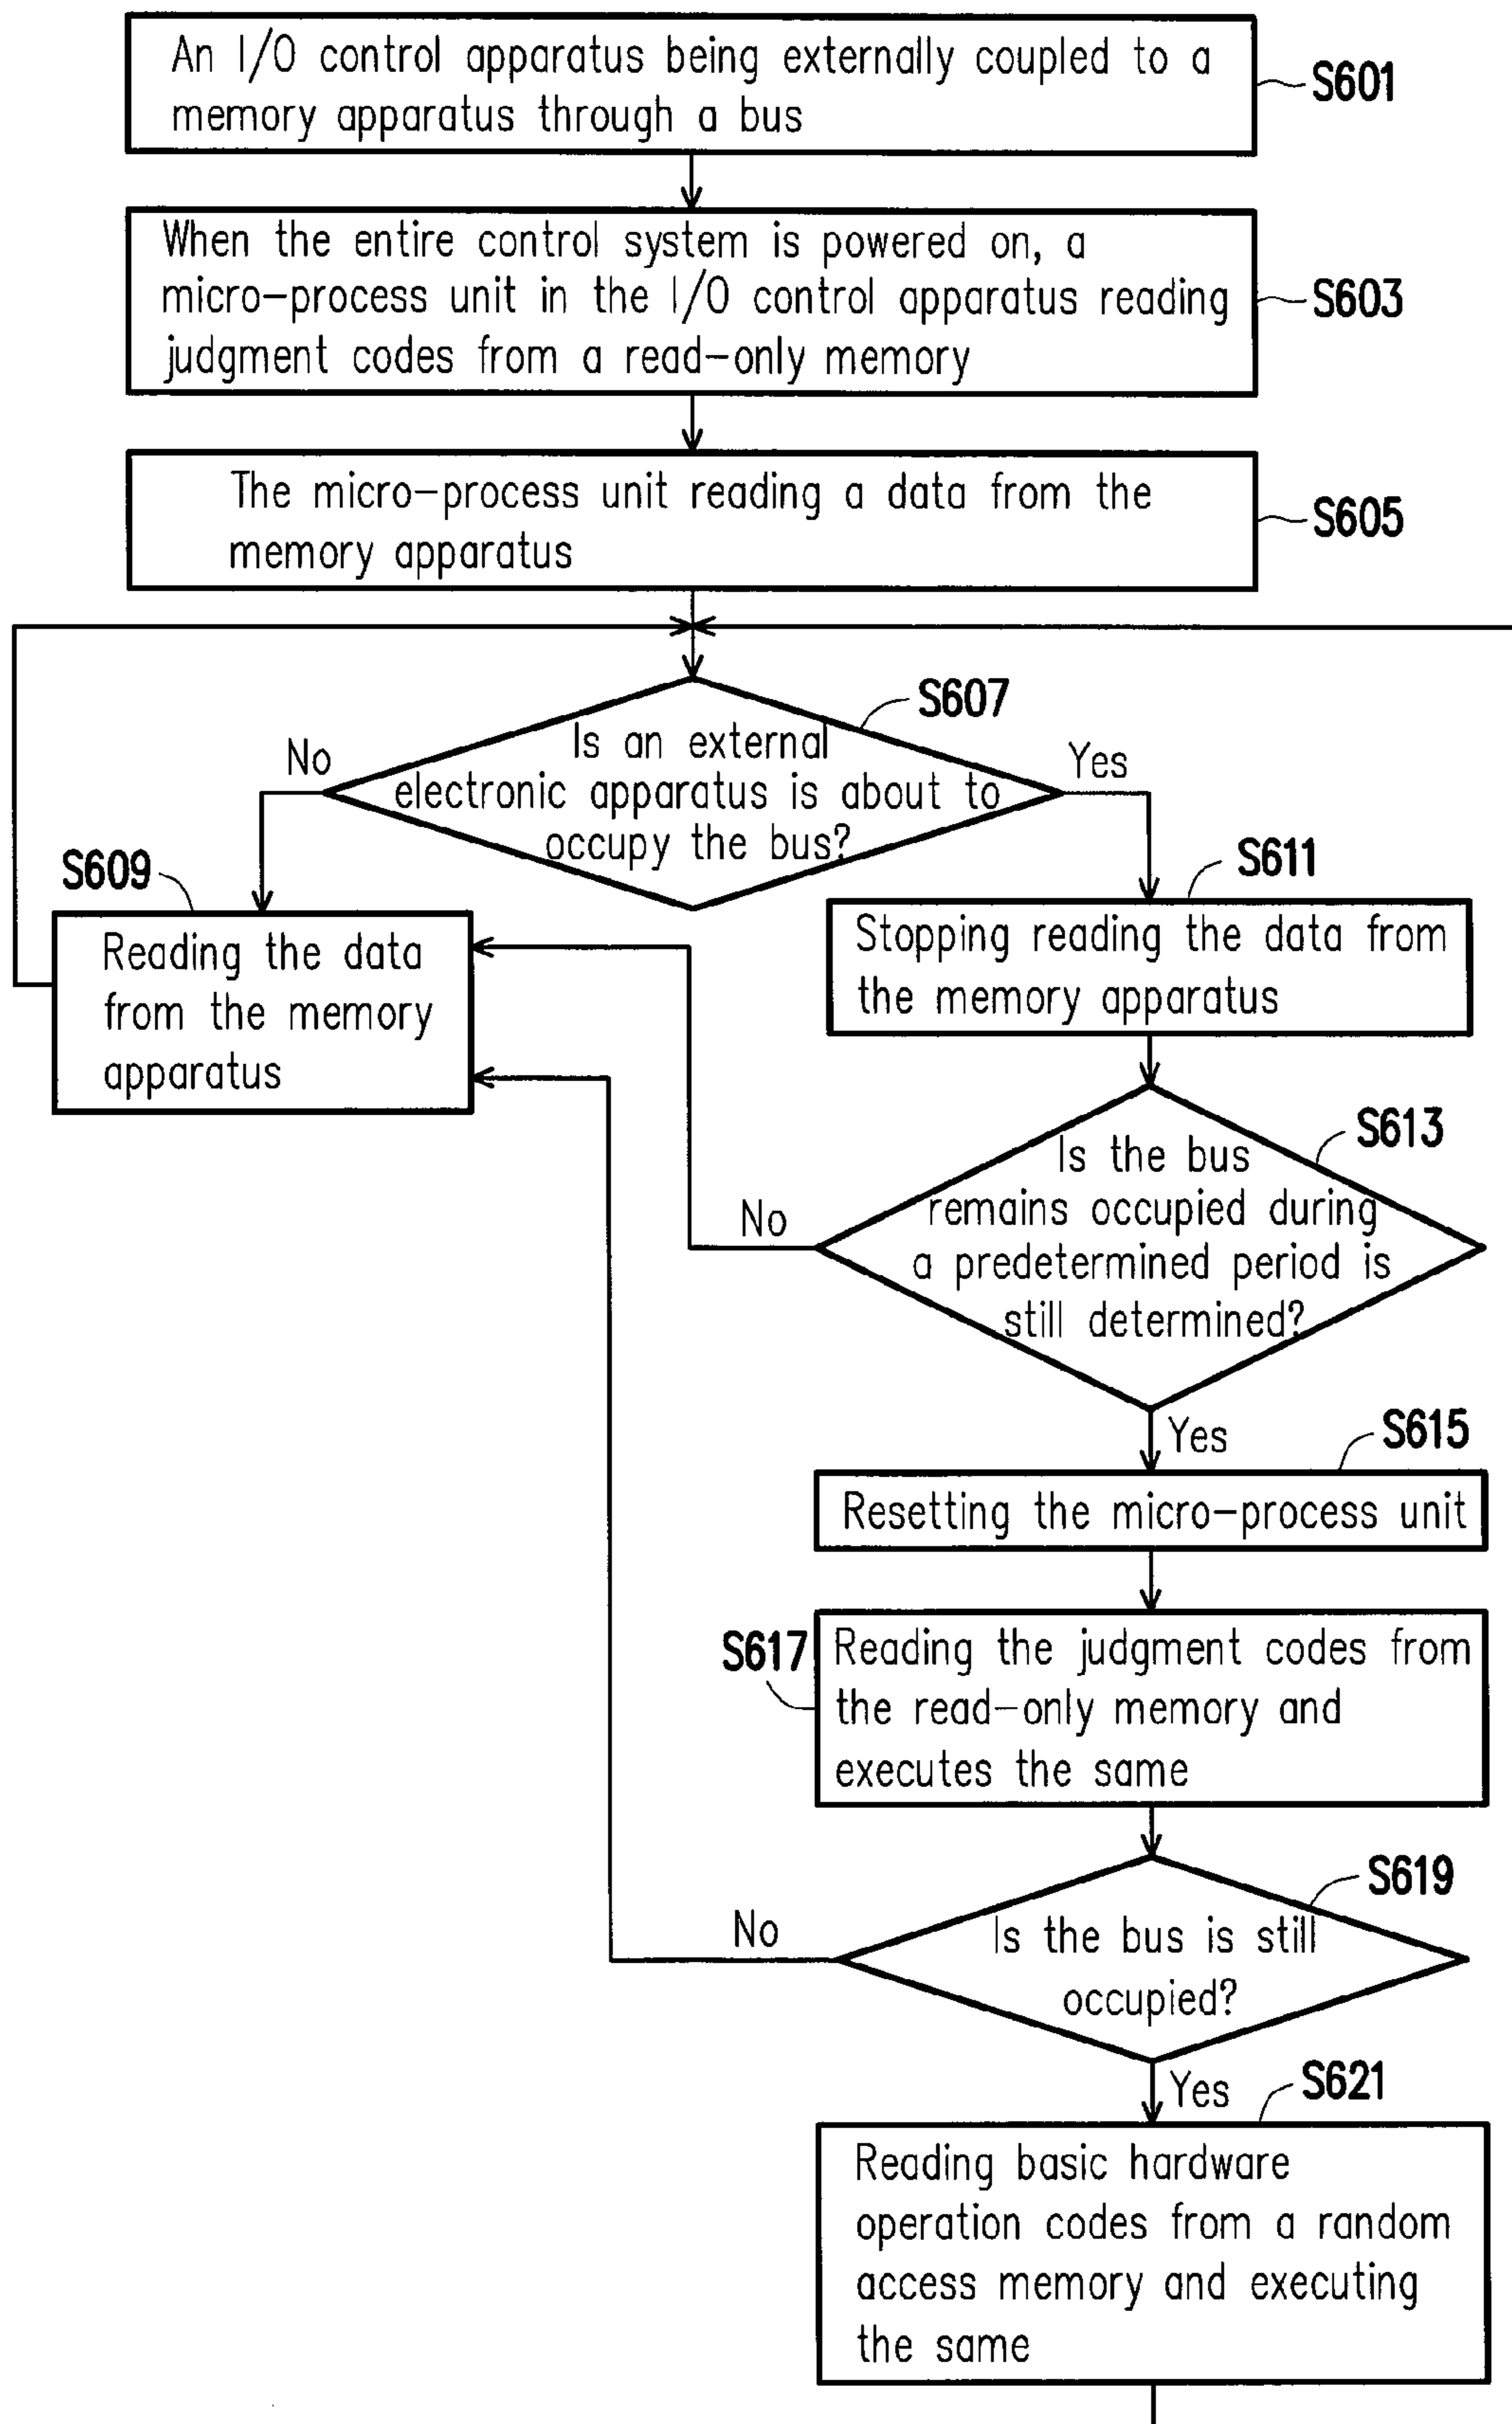 An I/O control apparatus being externally coupled to a
memory apparatus through a bus
S601
When the entire control system is powered on, a
micro-process unit in the I/O control apparatus reading
judgment codes from a read-only memory
S603
The micro-process unit reading a data from the
memory apparatus
S605
S607
Is an external
electronic apparatus is about to
occupy the bus?
No
Yes
S609
Reading the data
from the memory
apparatus
S611
Stopping reading the data from
the memory apparatus
S613
Is the bus
remains occupied during
a predetermined period is
still determined?
No
Yes
S615
Resetting the micro-process unit
S617
Reading the judgment codes from
the read-only memory and
executes the same
S619
Is the bus is still
occupied?
No
Yes
S621
Reading basic hardware
operation codes from a random
access memory and executing
the same